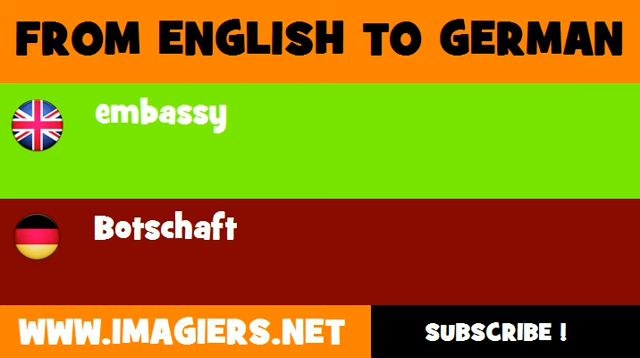 FROM ENGLISH TO GERMAN
embassy
Botschaft
WWW.IMAGIERS.NET
SUBSCRIBE !